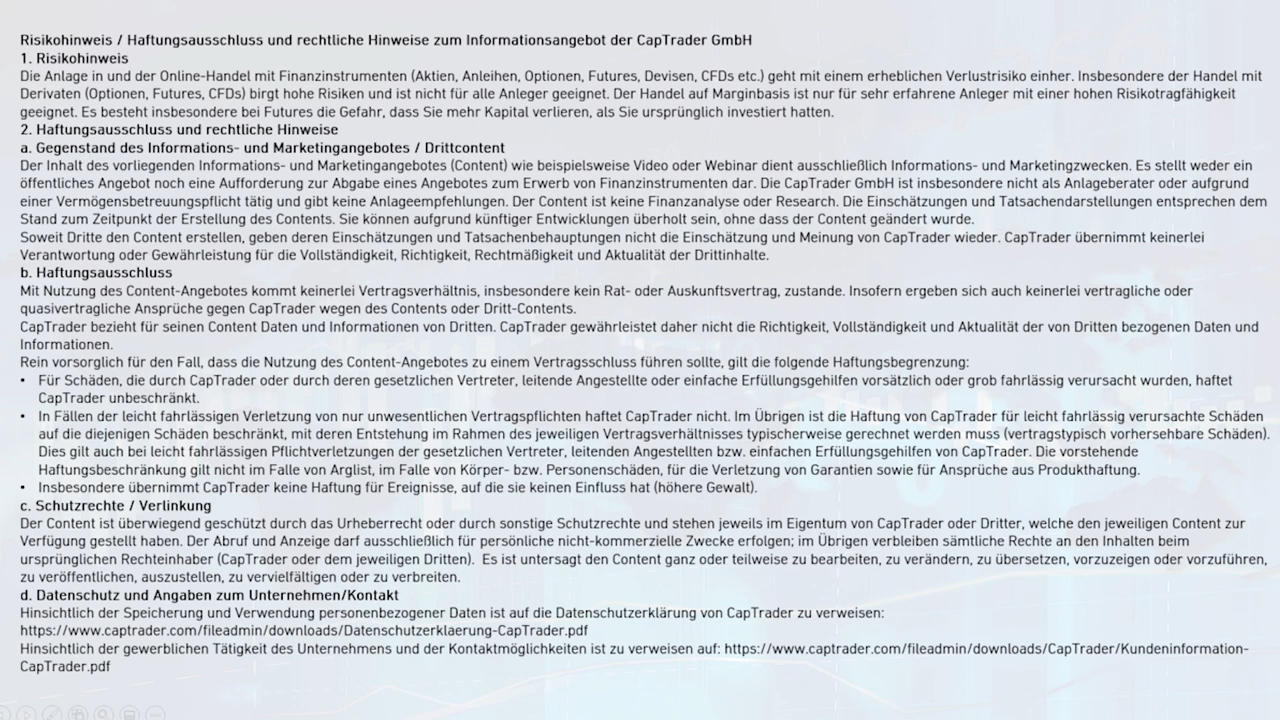 Risikohinweis / Haftungsausschluss und rechtliche Hinweise zum Informationsangebot der CapTrader GmbH
1. Risikohinweis
Die Anlage in und der Online-Handel mit Finanzinstrumenten (Aktien, Anleihen, Optionen, Futures, Devisen, CFDs etc.) geht mit einem erheblichen Verlustrisiko einher. Insbesondere der Handel mit
Derivaten (Optionen, Futures, CFDs) birgt hohe Risiken und ist nicht für alle Anleger geeignet. Der Handel auf Marginbasis ist nur für sehr erfahrene Anleger mit einer hohen Risikotragfähigkeit
geeignet. Es besteht insbesondere bei Futures die Gefahr, dass Sie mehr Kapital verlieren, als Sie ursprünglich investiert hatten.
2. Haftungsausschluss und rechtliche Hinweise
a. Gegenstand des Informations- und Marketingangebotes / Drittcontent
Der Inhalt des vorliegenden Informations- und Marketingangebotes (Content) wie beispielsweise Video oder Webinar dient ausschließlich Informations- und Marketingzwecken. Es stellt weder ein
öffentliches Angebot noch eine Aufforderung zur Abgabe eines Angebotes zum Erwerb von Finanzinstrumenten dar. Die CapTrader GmbH ist insbesondere nicht als Anlageberater oder aufgrund
einer Vermögensbetreuungspflicht tätig und gibt keine Anlageempfehlungen. Der Content ist keine Finanzanalyse oder Research. Die Einschätzungen und Tatsachendarstellungen entsprechen dem
Stand zum Zeitpunkt der Erstellung des Contents. Sie können aufgrund künftiger Entwicklungen überholt sein, ohne dass der Content geändert wurde.
Soweit Dritte den Content erstellen, geben deren Einschätzungen und Tatsachenbehauptungen nicht die Einschätzung und Meinung von CapTrader wieder. CapTrader übernimmt keinerlei
Verantwortung oder Gewährleistung für die Vollständigkeit, Richtigkeit, Rechtmäßigkeit und Aktualität der Drittinhalte.
b. Haftungsausschluss
Mit Nutzung des Content-Angebotes kommt keinerlei Vertragsverhältnis, insbesondere kein Rat- oder Auskunftsvertrag, zustande. Insofern ergeben sich auch keinerlei vertragliche oder
quasivertragliche Ansprüche gegen CapTrader wegen des Contents oder Dritt-Contents.
CapTrader bezieht für seinen Content Daten und Informationen von Dritten. CapTrader gewährleistet daher nicht die Richtigkeit, Vollständigkeit und Aktualität der von Dritten bezogenen Daten und
Informationen.
Rein vorsorglich für den Fall, dass die Nutzung des Content-Angebotes zu einem Vertragsschluss führen sollte, gilt die folgende Haftungsbegrenzung:
• Für Schäden, die durch CapTrader oder durch deren gesetzlichen Vertreter, leitende Angestellte oder einfache Erfüllungsgehilfen vorsätzlich oder grob fahrlässig verursacht wurden, haftet
CapTrader unbeschränkt.
• In Fällen der leicht fahrlässigen Verletzung von nur unwesentlichen Vertragspflichten haftet CapTrader nicht. Im Übrigen ist die Haftung von CapTrader für leicht fahrlässig verursachte Schäden
auf die diejenigen Schäden beschränkt, mit deren Entstehung im Rahmen des jeweiligen Vertragsverhältnisses typischerweise gerechnet werden muss (vertragstypisch vorhersehbare Schäden).
Dies gilt auch bei leicht fahrlässigen Pflichtverletzungen der gesetzlichen Vertreter, leitenden Angestellten bzw. einfachen Erfüllungsgehilfen von CapTrader. Die vorstehende
Haftungsbeschränkung gilt nicht im Falle von Arglist, im Falle von Körper- bzw. Personenschäden, für die Verletzung von Garantien sowie für Ansprüche aus Produkthaftung.
• Insbesondere übernimmt CapTrader keine Haftung für Ereignisse, auf die sie keinen Einfluss hat (höhere Gewalt).
c. Schutzrechte / Verlinkung
Der Content ist überwiegend geschützt durch das Urheberrecht oder durch sonstige Schutzrechte und stehen jeweils im Eigentum von CapTrader oder Dritter, welche den jeweiligen Content zur
Verfügung gestellt haben. Der Abruf und Anzeige darf ausschließlich für persönliche nicht-kommerzielle Zwecke erfolgen; im Übrigen verbleiben sämtliche Rechte an den Inhalten beim
ursprünglichen Rechteinhaber (CapTrader oder dem jeweiligen Dritten). Es ist untersagt den Content ganz oder teilweise zu bearbeiten, zu verändern, zu übersetzen, vorzuzeigen oder vorzuführen,
zu veröffentlichen, auszustellen, zu vervielfältigen oder zu verbreiten.
d. Datenschutz und Angaben zum Unternehmen/Kontakt
Hinsichtlich der Speicherung und Verwendung personenbezogener Daten ist auf die Datenschutzerklärung von CapTrader zu verweisen:
https://www.captrader.com/fileadmin/downloads/Datenschutzerklaerung-CapTrader.pdf
Hinsichtlich der gewerblichen Tätigkeit des Unternehmens und der Kontaktmöglichkeiten ist zu verweisen auf: https://www.captrader.com/fileadmin/downloads/CapTrader/Kundeninformation-
CapTrader.pdf